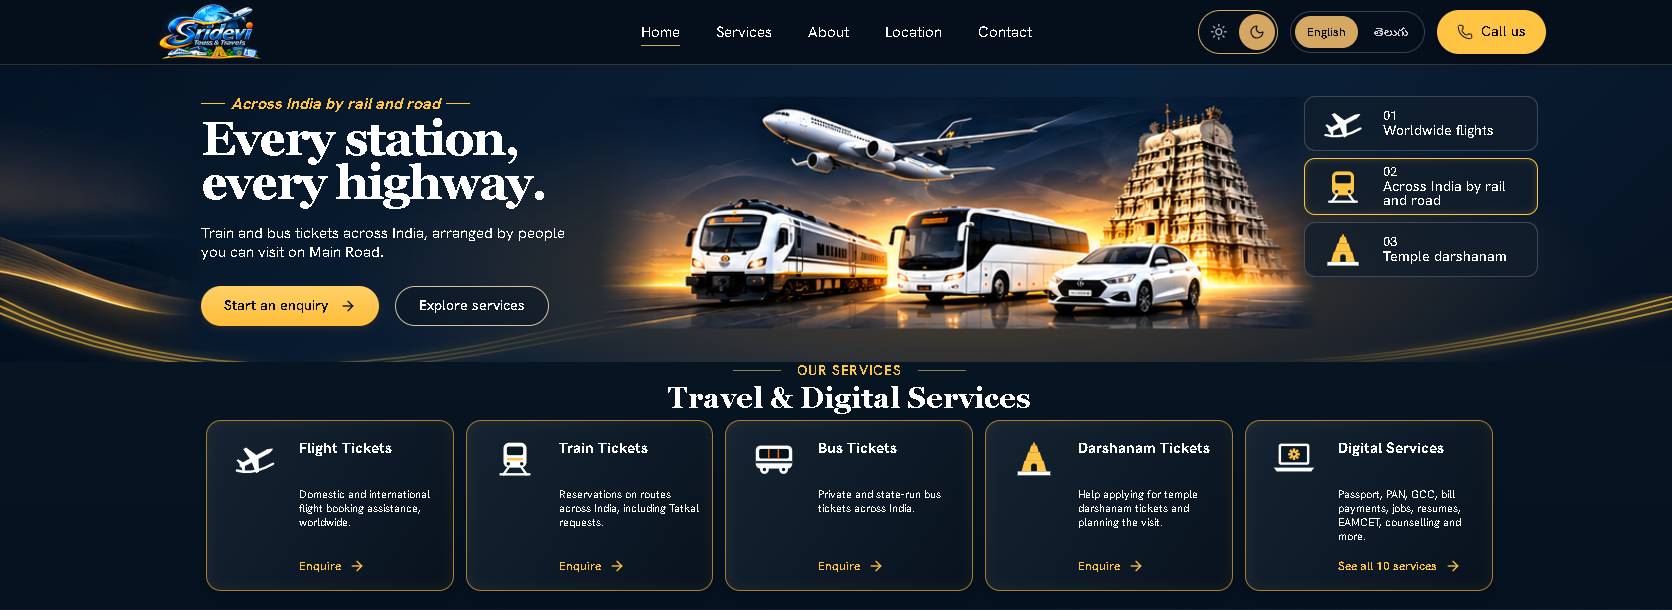 Sridevi
Tours & Travels
Home
Services
About
Location
Contact
English
తెలుగు
Call us
Across India by rail and road
Every station,
every highway.
Train and bus tickets across India, arranged by people
you can visit on Main Road.
Start an enquiry
Explore services
01
Worldwide flights
02
Across India by rail
and road
03
Temple darshanam
OUR SERVICES
Travel & Digital Services
Flight Tickets
Domestic and international
flight booking assistance,
worldwide.
Enquire
Train Tickets
Reservations on routes
across India, including Tatkal
requests.
Enquire
Bus Tickets
Private and state-run bus
tickets across India.
Enquire
Darshanam Tickets
Help applying for temple
darshanam tickets and
planning the visit.
Enquire
Digital Services
Passport, PAN, GCC, bill
payments, jobs, resumes,
EAMCET, counselling and
more.
See all 10 services